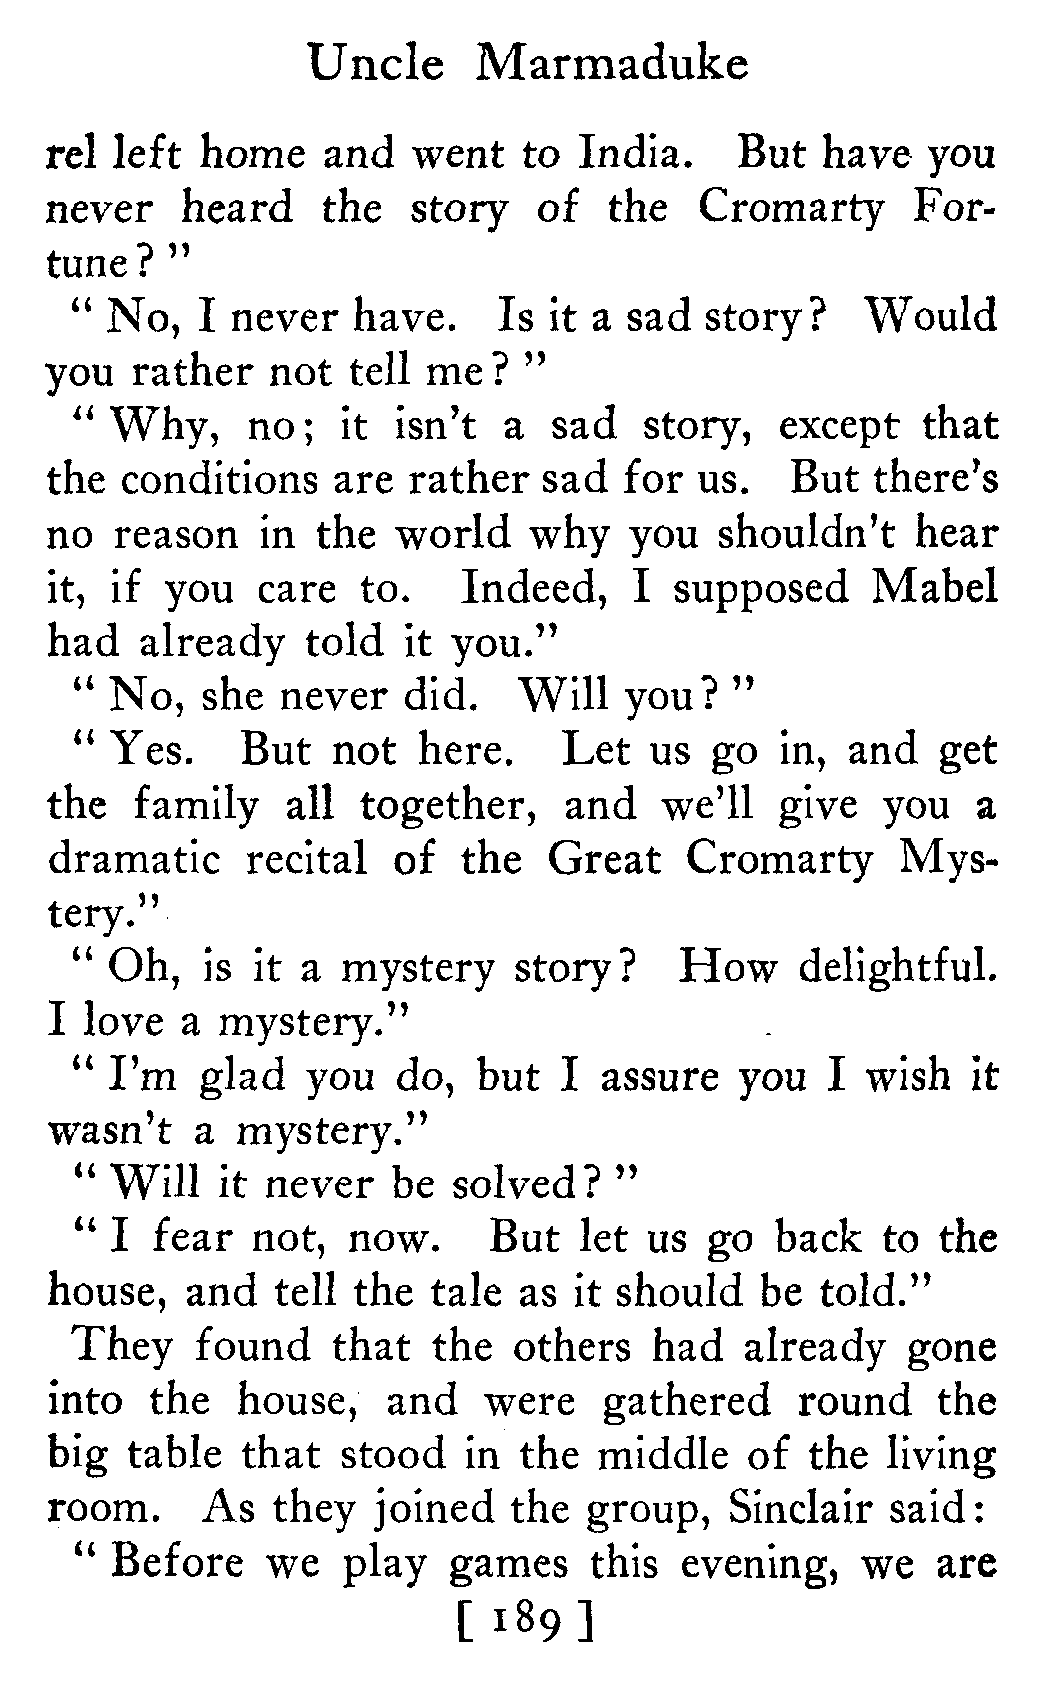 Uncle Marmaduke
rel left home and went to India. But have you
never heard the story of the Cromarty For-
tune? "
" No, I never have. Is it a sad story? Would
you rather not tell me? "
" Why, no; it isn't a sad story, except that
the conditions are rather sad for us. But there's
no reason in the world why you shouldn't hear
it, if you care to. Indeed, I supposed Mabel
had already told it you."
" No, she never did. Will you? "
" Yes. But not here. Let us go in, and get
the family all together, and we'll give you a
dramatic recital of the Great Cromarty Mys-
tery."
" Oh, is it a mystery story? How delightful.
I love a mystery."
" I'm glad you do, but I assure you I wish it
wasn't a mystery."
" Will it never be solved? "
" I fear not, now. But let us go back to the
house, and tell the tale as it should be told."
They found that the others had already gone
into the house, and were gathered round the
big table that stood in the middle of the living
room. As they joined the group, Sinclair said:
" Before we play games this evening, we are
[ 189 ]